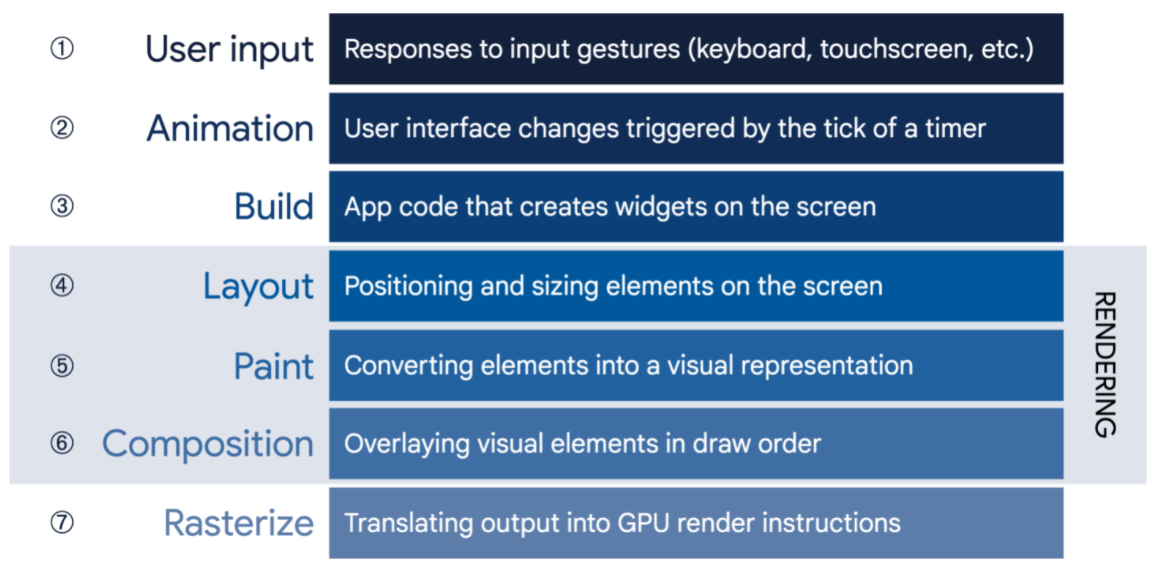 ① User input Responses to input gestures (keyboard, touchscreen, etc.)
② Animation User interface changes triggered by the tick of a timer
③ Build App code that creates widgets on the screen
④ Layout Positioning and sizing elements on the screen
⑤ Paint Converting elements into a visual representation
⑥ Composition Overlaying visual elements in draw order
RENDERING
⑦ Rasterize Translating output into GPU render instructions